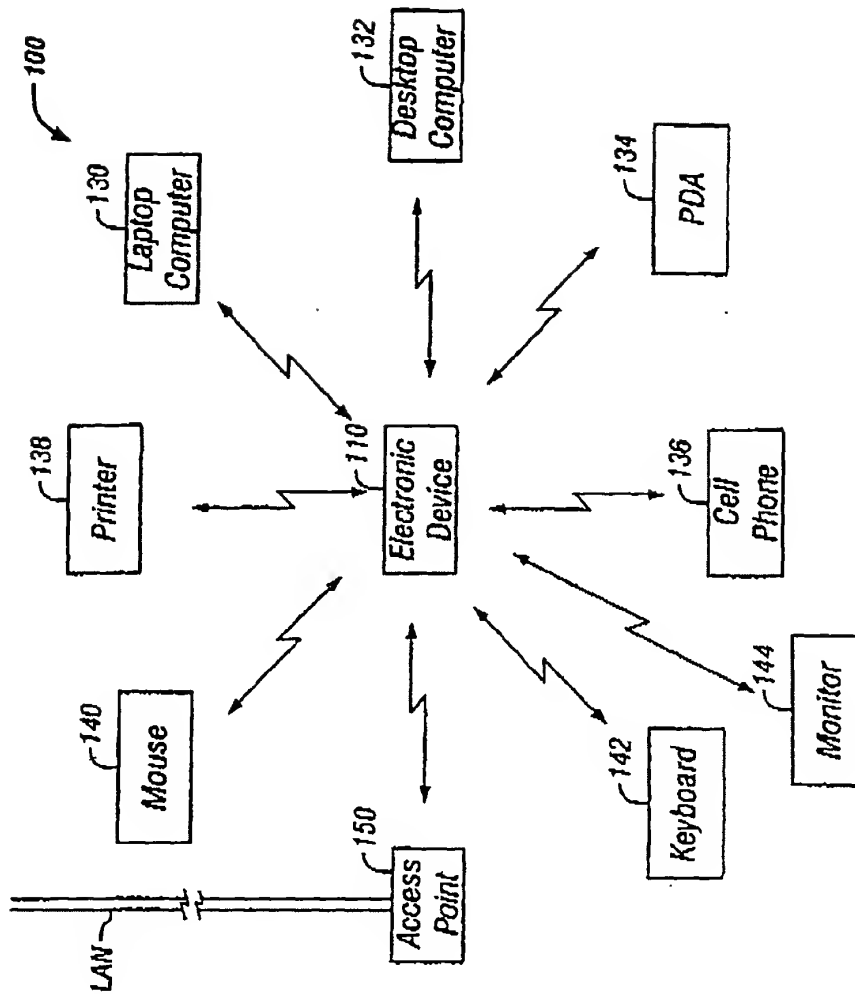 100
138
Printer
140
Mouse
130
Laptop
Computer
LAN
150
Access
Point
110
Electronic
Device
132
Desktop
Computer
142
Keyboard
136
Cell
Phone
134
PDA
144
Monitor